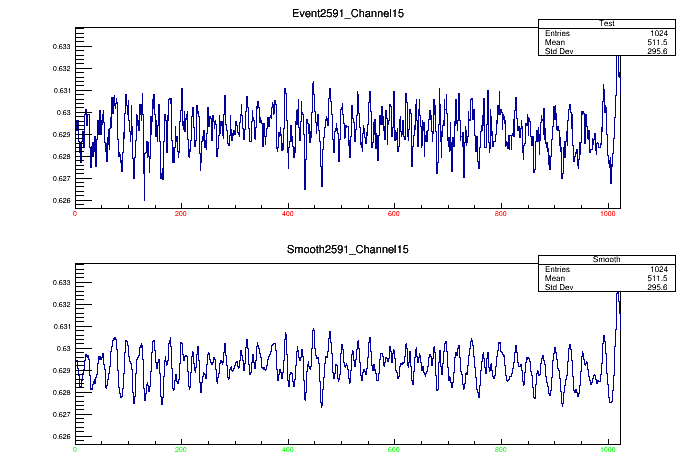 Event2591_Channel15
Test
Entries 1024
Mean 511.5
Std Dev 295.6
0.633
0.632
0.631
0.63
0.629
0.628
0.627
0.626
0 200 400 600 800 1000
Smooth2591_Channel15
Smooth
Entries 1024
Mean 511.5
Std Dev 295.6
0.633
0.632
0.631
0.63
0.629
0.628
0.627
0.626
0 200 400 600 800 1000